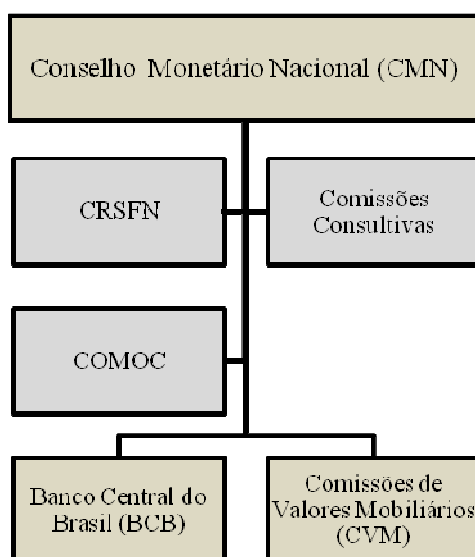 Conselho Monetário Nacional (CMN)
CRSFN
Comissões
Consultivas
COMOC
Banco Central do
Brasil (BCB)
Comissões de
Valores Mobiliários
(CVM)